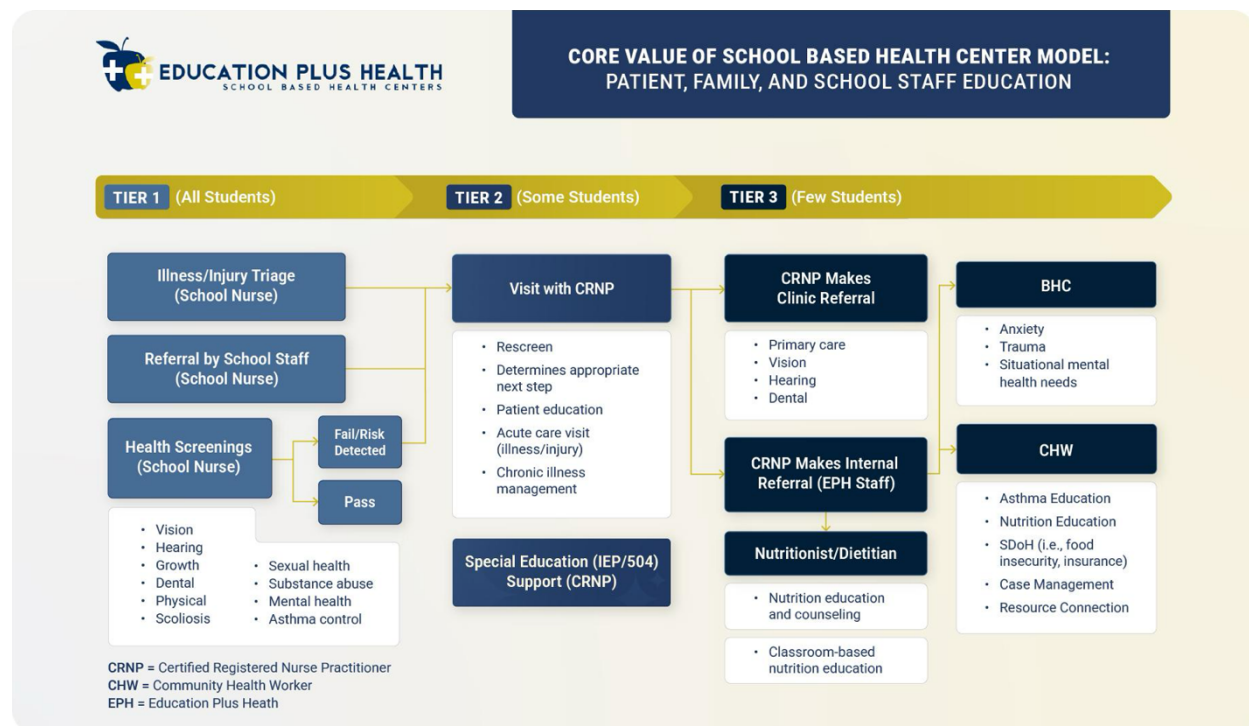 EDUCATION PLUS HEALTH
SCHOOL BASED HEALTH CENTERS
CORE VALUE OF SCHOOL BASED HEALTH CENTER MODEL:
PATIENT, FAMILY, AND SCHOOL STAFF EDUCATION
TIER 1 (All Students)
TIER 2 (Some Students)
TIER 3 (Few Students)
Illness/Injury Triage
(School Nurse)
Referral by School Staff
(School Nurse)
Health Screenings
(School Nurse)
Fail/Risk
Detected
Pass
• Vision
• Hearing
• Growth
• Dental
• Physical
• Scoliosis
• Sexual health
• Substance abuse
• Mental health
• Asthma control
Visit with CRNP
• Rescreen
• Determines appropriate
next step
• Patient education
• Acute care visit
(illness/injury)
• Chronic illness
management
Special Education (IEP/504)
Support (CRNP)
CRNP Makes
Clinic Referral
• Primary care
• Vision
• Hearing
• Dental
CRNP Makes Internal
Referral (EPH Staff)
Nutritionist/Dietitian
• Nutrition education
and counseling
• Classroom-based
nutrition education
BHC
• Anxiety
• Trauma
• Situational mental
health needs
CHW
• Asthma Education
• Nutrition Education
• SDoH (i.e., food
insecurity, insurance)
• Case Management
• Resource Connection
CRNP = Certified Registered Nurse Practitioner
CHW = Community Health Worker
EPH = Education Plus Heath